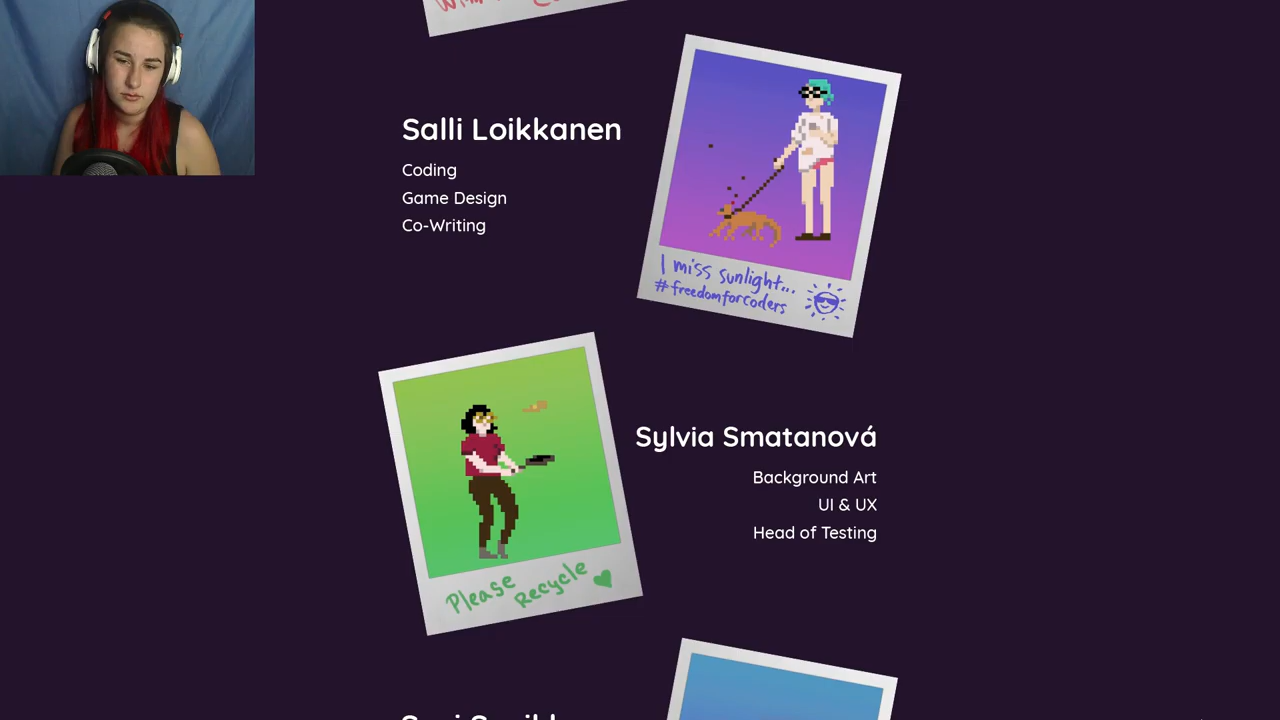 Salli Loikkanen
Coding
Game Design
Co-Writing
I miss sunlight...
#freedomforcoders
Sylvia Smatanová
Background Art
UI & UX
Head of Testing
Please Recycle